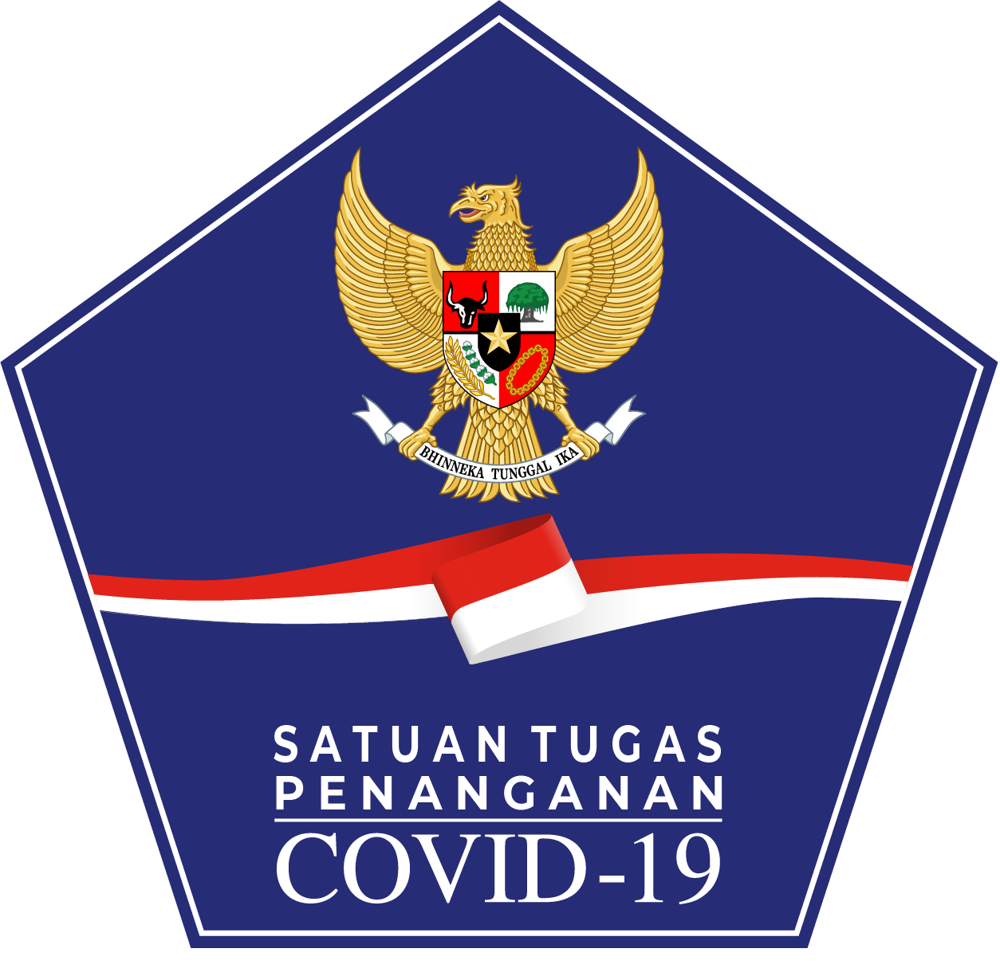 BHINNEKA TUNGGAL IKA
SATUAN TUGAS
PENANGANAN
COVID-19